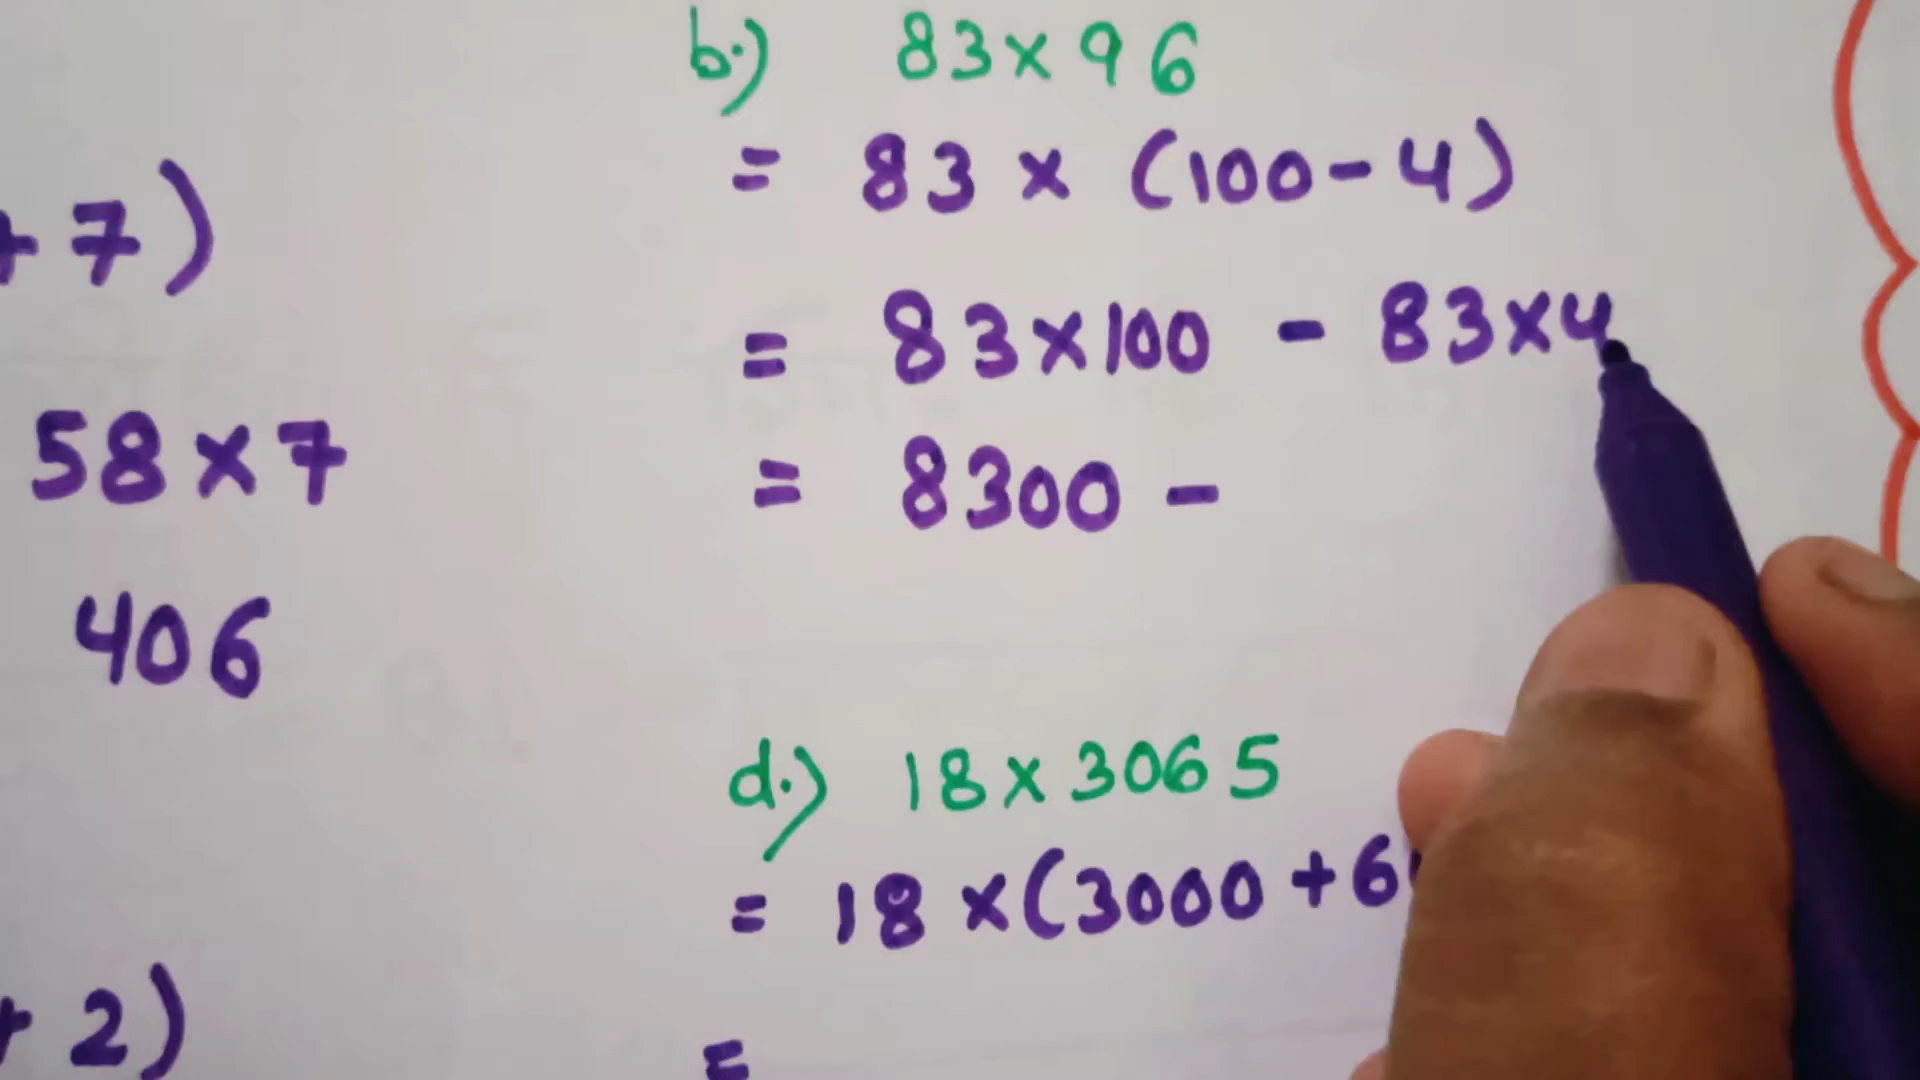 + 7)
58 × 7
406
+ 2)
b.) 83 × 96
= 83 × (100 - 4)
= 83 × 100 - 83 × 4
= 8300 -
d.) 18 × 3065
= 18 × (3000 + 6
=